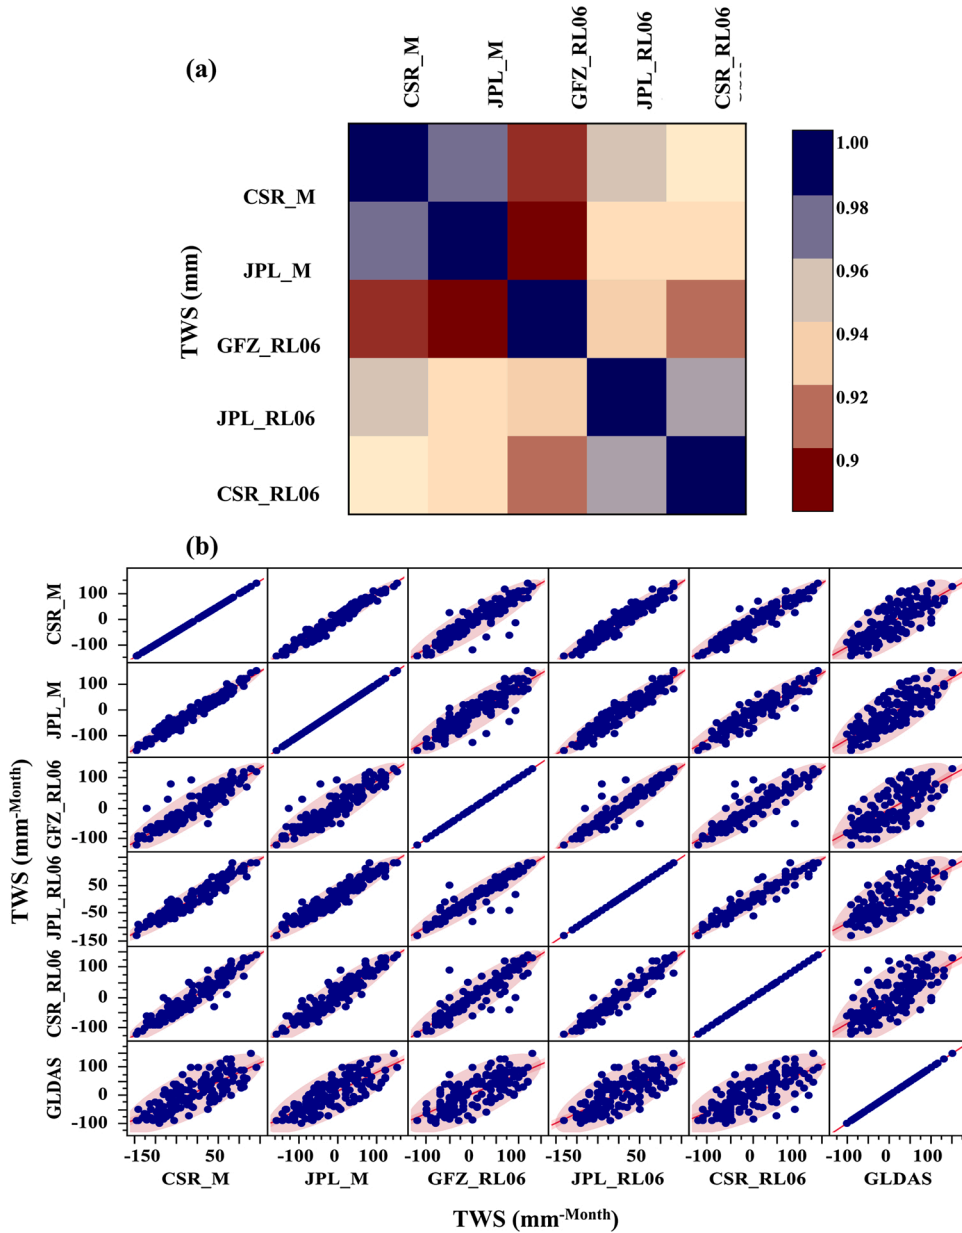 (a)
CSR_M
JPL_M
GFZ_RL06
JPL_RL06
CSR_RL06
TWS (mm)
CSR_M
JPL_M
GFZ_RL06
JPL_RL06
CSR_RL06
1.00
0.98
0.96
0.94
0.92
0.9
(b)
TWS (mm-Month)
CSR_M
100
0
-100
JPL_M
100
0
-100
GFZ_RL06
100
0
-100
JPL_RL06
50
-50
-150
CSR_RL06
100
0
-100
GLDAS
100
0
-100
-150 50
-100 0 100
-100 0 100
-150 50
-100 0 100
-100 0 100
CSR_M JPL_M GFZ_RL06 JPL_RL06 CSR_RL06 GLDAS
TWS (mm-Month)